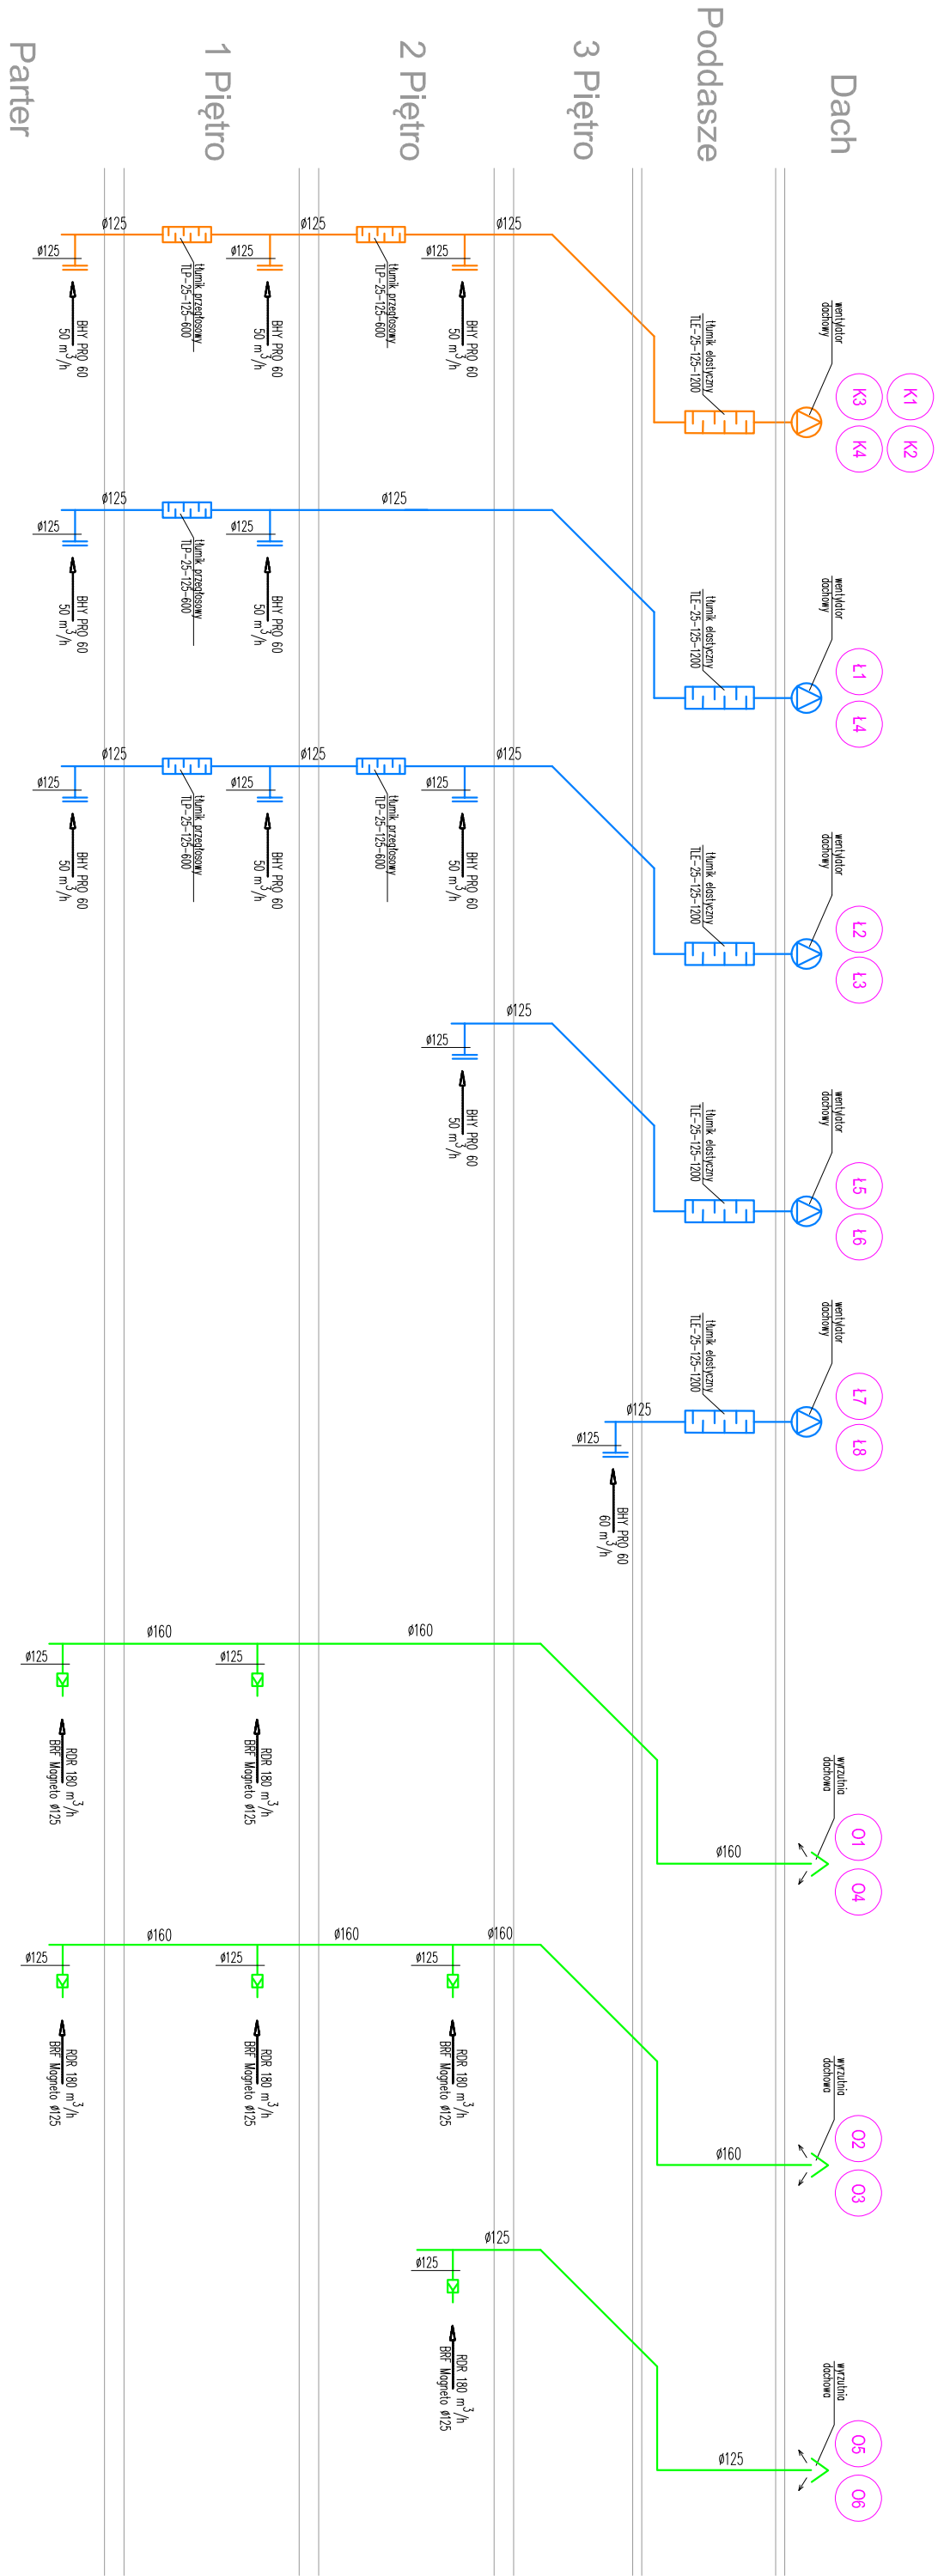 Dach
Poddasze
3 Piętro
2 Piętro
1 Piętro
Parter
K1
K2
K3
K4
wentylator
dachowy
tłumik elastyczny
TLE-25-125-1200
ø125
ø125
BHY PRO 60
50 m³/h
tłumik przegłosowy
TLP-25-125-600
ø125
ø125
BHY PRO 60
50 m³/h
tłumik przegłosowy
TLP-25-125-600
ø125
ø125
BHY PRO 60
50 m³/h
Ł1
Ł4
wentylator
dachowy
tłumik elastyczny
TLE-25-125-1200
ø125
ø125
BHY PRO 60
50 m³/h
tłumik przegłosowy
TLP-25-125-600
ø125
ø125
BHY PRO 60
50 m³/h
Ł2
Ł3
wentylator
dachowy
tłumik elastyczny
TLE-25-125-1200
ø125
ø125
BHY PRO 60
50 m³/h
tłumik przegłosowy
TLP-25-125-600
ø125
ø125
BHY PRO 60
50 m³/h
tłumik przegłosowy
TLP-25-125-600
ø125
ø125
BHY PRO 60
50 m³/h
Ł5
Ł6
wentylator
dachowy
tłumik elastyczny
TLE-25-125-1200
ø125
ø125
BHY PRO 60
50 m³/h
Ł7
Ł8
wentylator
dachowy
tłumik elastyczny
TLE-25-125-1200
ø125
ø125
BHY PRO 60
60 m³/h
O1
O4
wyrzutnia
dachowa
ø160
ø160
ø125
RDR 180 m³/h
BRF Magneto ø125
ø160
ø125
RDR 180 m³/h
BRF Magneto ø125
O2
O3
wyrzutnia
dachowa
ø160
ø160
ø125
RDR 180 m³/h
BRF Magneto ø125
ø160
ø125
RDR 180 m³/h
BRF Magneto ø125
ø160
ø125
RDR 180 m³/h
BRF Magneto ø125
O5
O6
wyrzutnia
dachowa
ø125
ø125
ø125
RDR 180 m³/h
BRF Magneto ø125